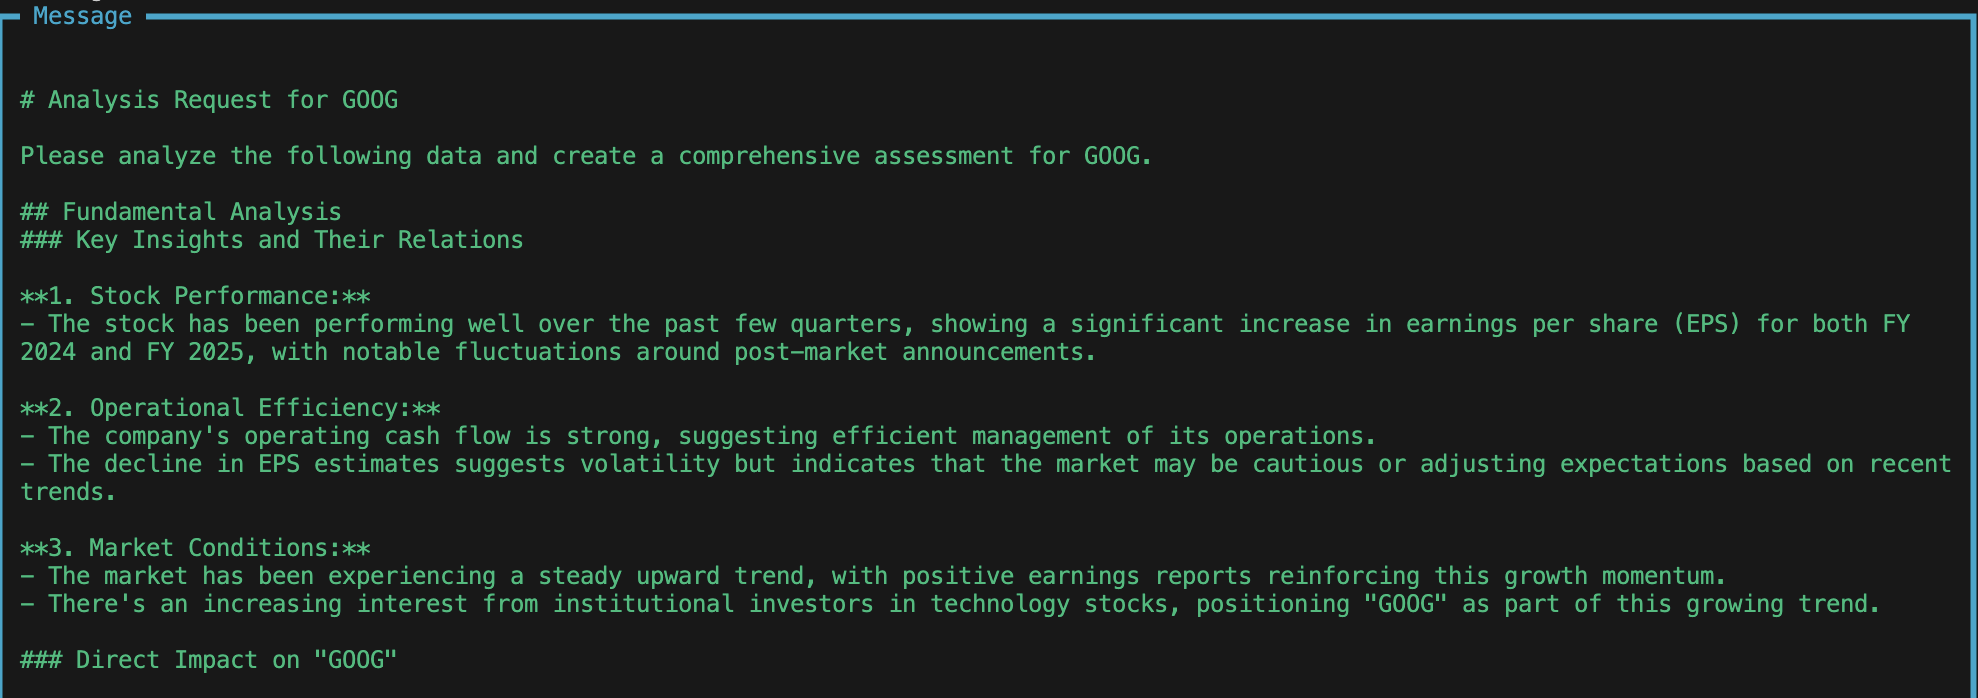 Message
# Analysis Request for GOOG
Please analyze the following data and create a comprehensive assessment for GOOG.
## Fundamental Analysis
### Key Insights and Their Relations
**1. Stock Performance:**
- The stock has been performing well over the past few quarters, showing a significant increase in earnings per share (EPS) for both FY
2024 and FY 2025, with notable fluctuations around post-market announcements.
**2. Operational Efficiency:**
- The company's operating cash flow is strong, suggesting efficient management of its operations.
- The decline in EPS estimates suggests volatility but indicates that the market may be cautious or adjusting expectations based on recent
trends.
**3. Market Conditions:**
- The market has been experiencing a steady upward trend, with positive earnings reports reinforcing this growth momentum.
- There's an increasing interest from institutional investors in technology stocks, positioning "GOOG" as part of this growing trend.
### Direct Impact on "GOOG"